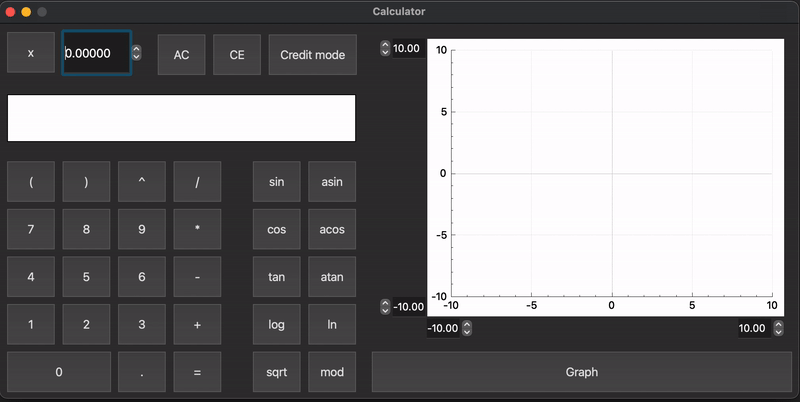 Calculator
x 0.00000 AC CE Credit mode
( ) ^ / sin asin
7 8 9 * cos acos
4 5 6 - tan atan
1 2 3 + log ln
0 . = sqrt mod
10.00
10
5
0
-5
-10.00 -10
-10 -5 0 5 10
-10.00 10.00
Graph